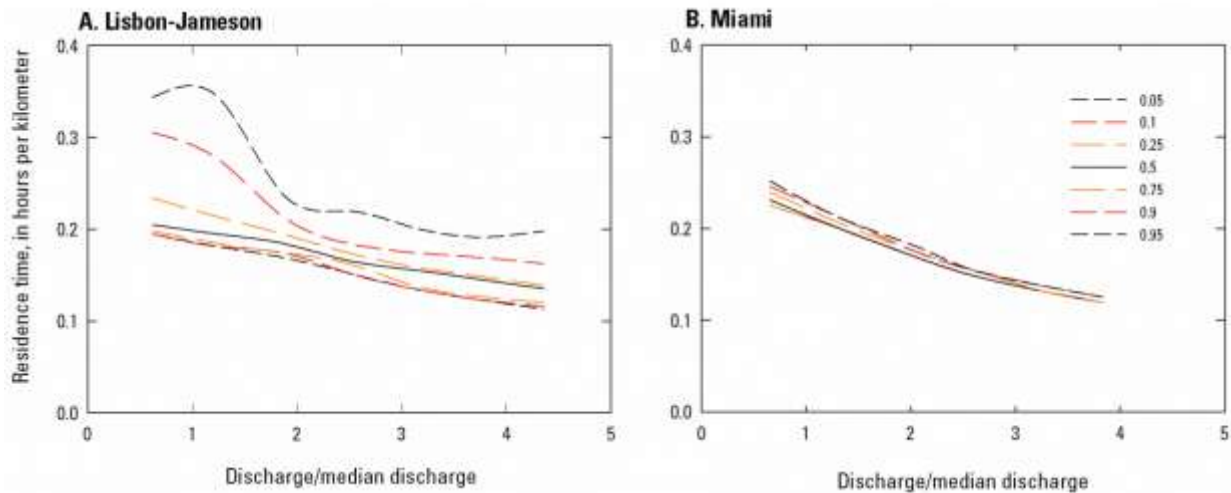 A. Lisbon-Jameson
B. Miami
Residence time, in hours per kilometer
0.4
0.3
0.2
0.1
0.0
0 1 2 3 4 5
Discharge/median discharge
0.4
0.3
0.2
0.1
0.0
0 1 2 3 4 5
Discharge/median discharge
0.05
0.1
0.25
0.5
0.75
0.9
0.95